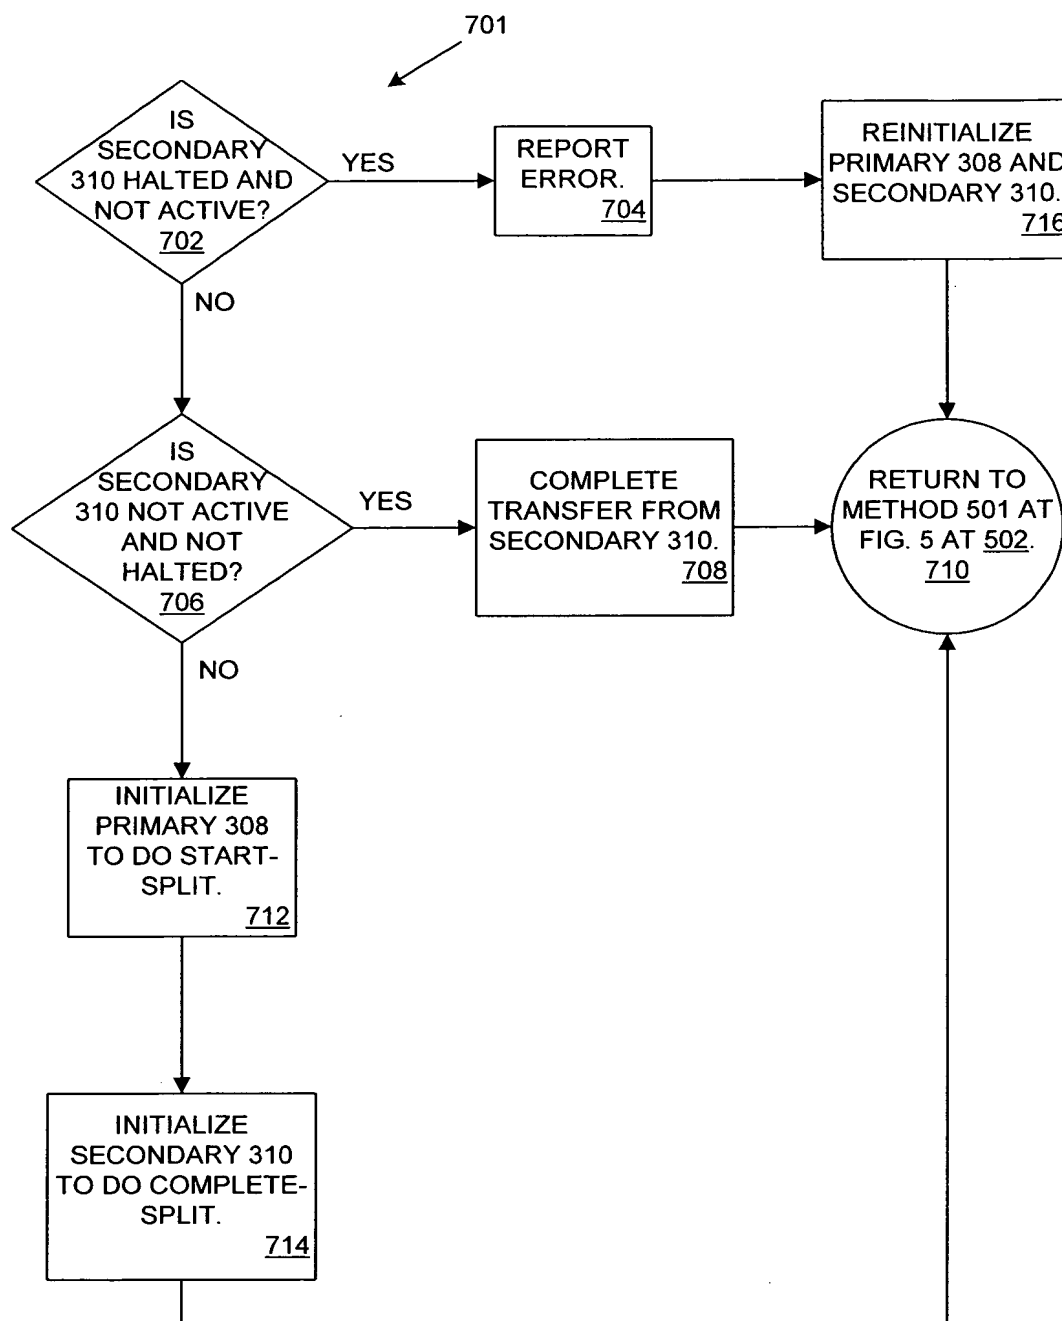 701
IS
SECONDARY
310 HALTED AND
NOT ACTIVE?
702
YES
REPORT
ERROR.
704
REINITIALIZE
PRIMARY 308 AND
SECONDARY 310.
716
NO
IS
SECONDARY
310 NOT ACTIVE
AND NOT
HALTED?
706
YES
COMPLETE
TRANSFER FROM
SECONDARY 310.
708
RETURN TO
METHOD 501 AT
FIG. 5 AT 502.
710
NO
INITIALIZE
PRIMARY 308
TO DO START-
SPLIT.
712
INITIALIZE
SECONDARY 310
TO DO COMPLETE-
SPLIT.
714